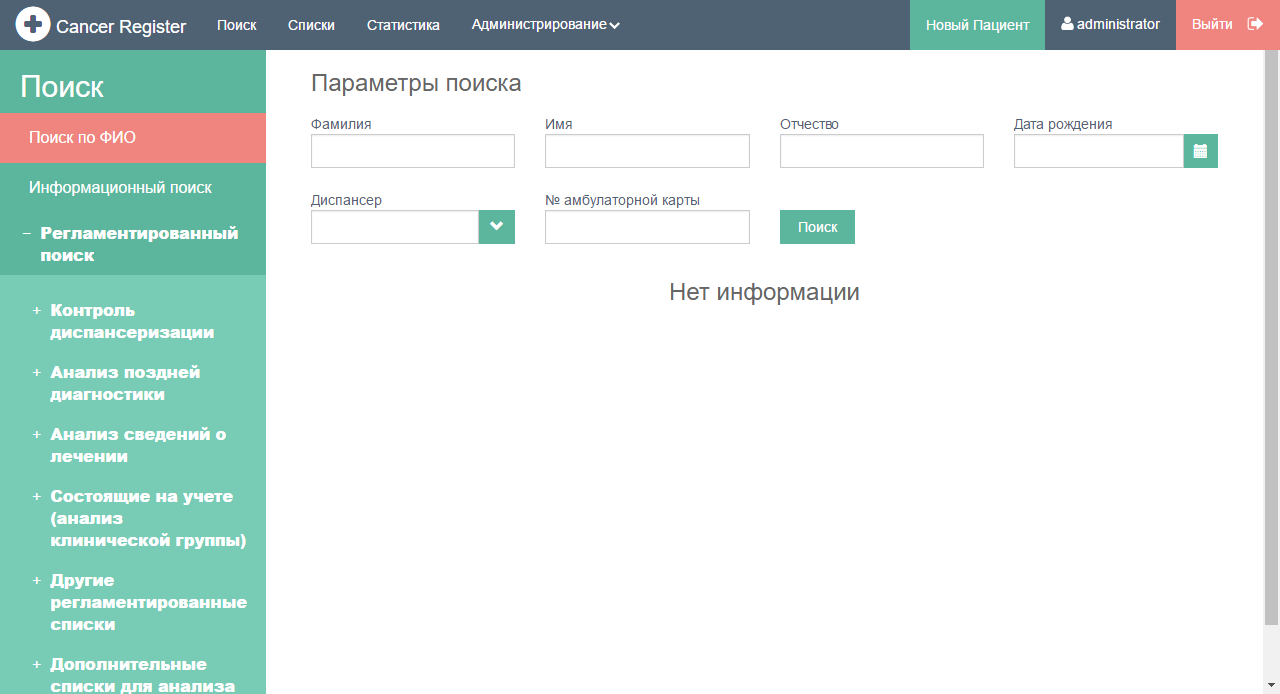 Cancer Register Поиск Списки Статистика Администрирование Новый Пациент administrator Выйти
Поиск
Поиск по ФИО
Информационный поиск
− Регламентированный
поиск
+ Контроль
диспансеризации
+ Анализ поздней
диагностики
+ Анализ сведений о
лечении
+ Состоящие на учете
(анализ
клинической группы)
+ Другие
регламентированные
списки
+ Дополнительные
списки для анализа
Параметры поиска
Фамилия Имя Отчество Дата рождения
Диспансер № амбулаторной карты
Поиск
Нет информации